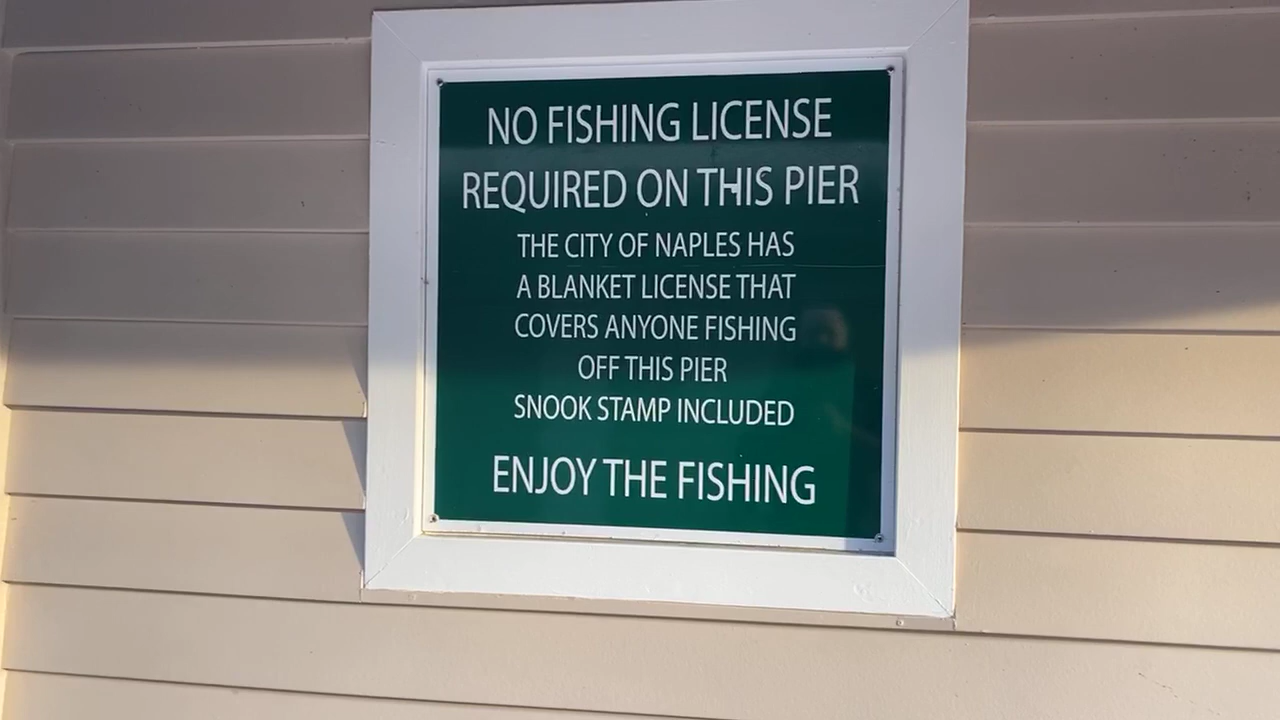 NO FISHING LICENSE
REQUIRED ON THIS PIER
THE CITY OF NAPLES HAS
A BLANKET LICENSE THAT
COVERS ANYONE FISHING
OFF THIS PIER
SNOOK STAMP INCLUDED
ENJOY THE FISHING